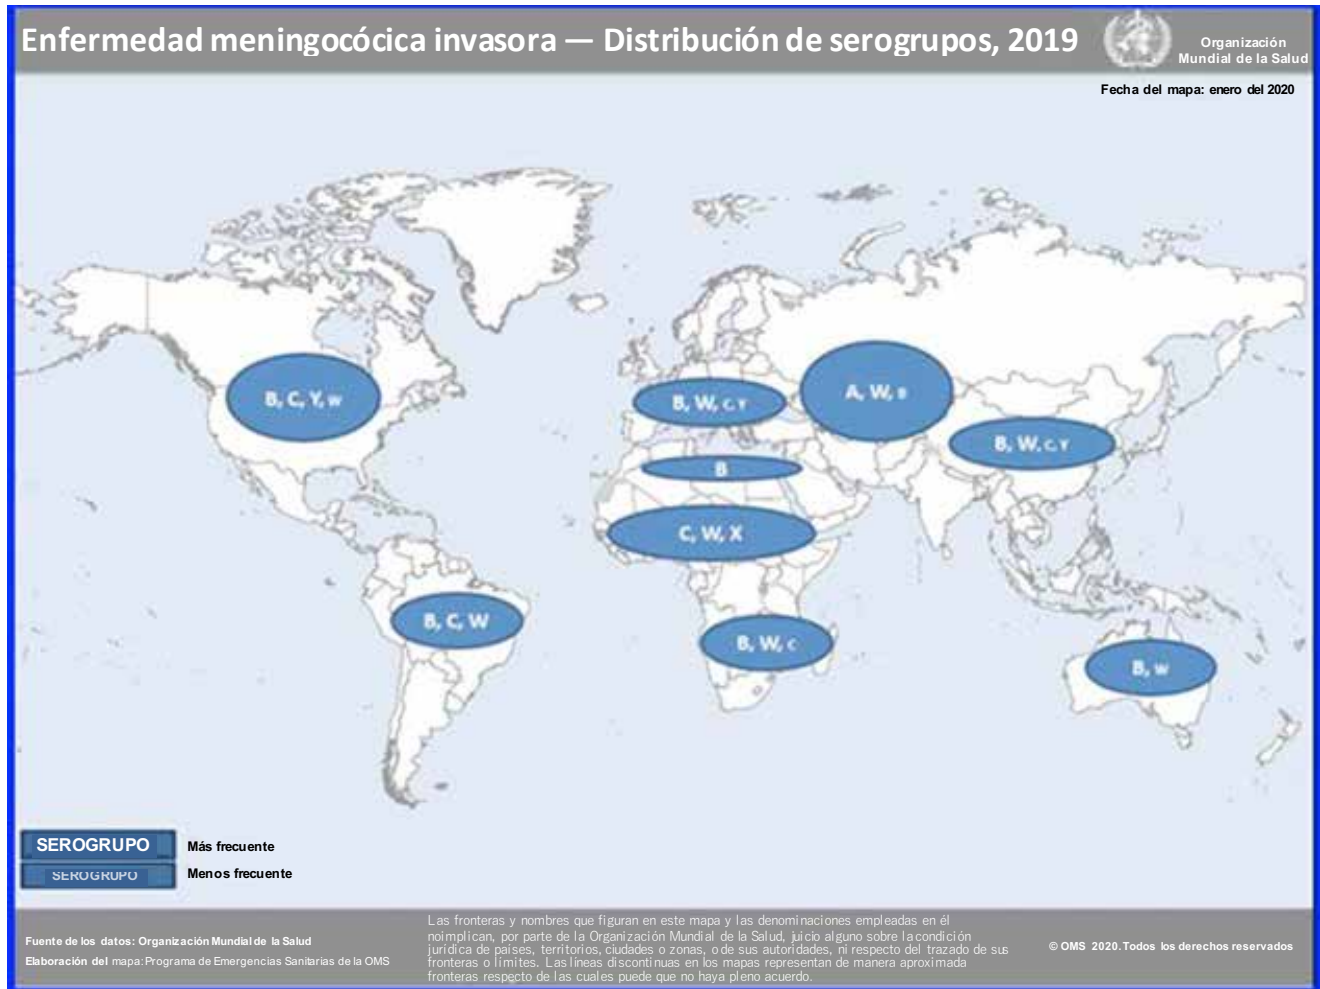 Enfermedad meningocócica invasora — Distribución de serogrupos, 2019
Organización
Mundial de la Salud
Fecha del mapa: enero del 2020
B, C, Y, W
B, W, C, Y
A, W, B
B, W, C, Y
B
C, W, X
B, C, W
B, W, C
B, W
SEROGRUPO
Más frecuente
SEROGRUPO
Menos frecuente
Fuente de los datos: Organización Mundial de la Salud
Elaboración del mapa: Programa de Emergencias Sanitarias de la OMS
Las fronteras y nombres que figuran en este mapa y las denominaciones empleadas en él
noimplican, por parte de la Organización Mundial de la Salud, juicio alguno sobre la condición
jurídica de países, territorios, ciudades o zonas, o de sus autoridades, ni respecto del trazado de sus
fronteras o límites. Las líneas discontinuas en los mapas representan de manera aproximada
fronteras respecto de las cuales puede que no haya pleno acuerdo.
© OMS 2020. Todos los derechos reservados